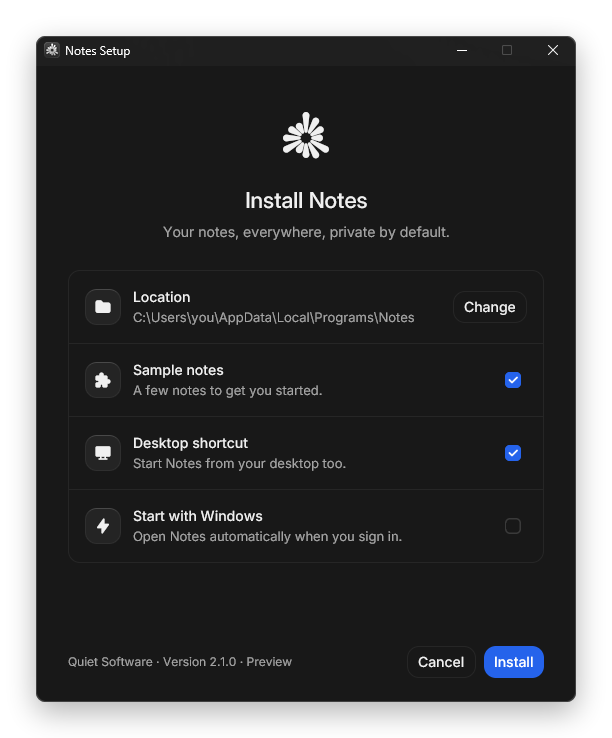 Notes Setup
Install Notes
Your notes, everywhere, private by default.
Location
C:\Users\you\AppData\Local\Programs\Notes
Change
Sample notes
A few notes to get you started.
Desktop shortcut
Start Notes from your desktop too.
Start with Windows
Open Notes automatically when you sign in.
Quiet Software · Version 2.1.0 · Preview
Cancel
Install